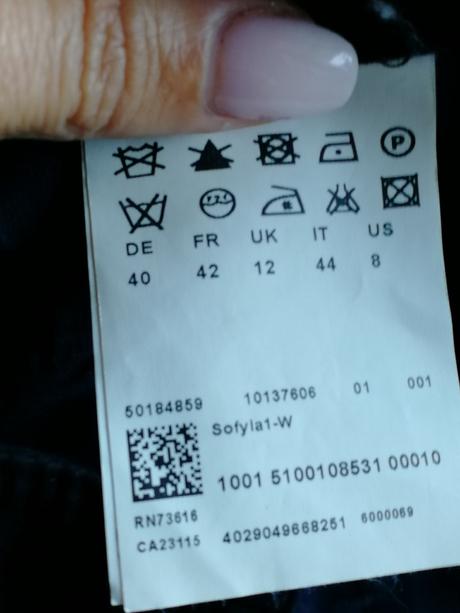 P
DE FR UK IT US
40 42 12 44 8
50184859 10137606 01 001
Sofyla1-W
1001 5100108531 00010
RN73616
CA23115 4029049668251 6000069